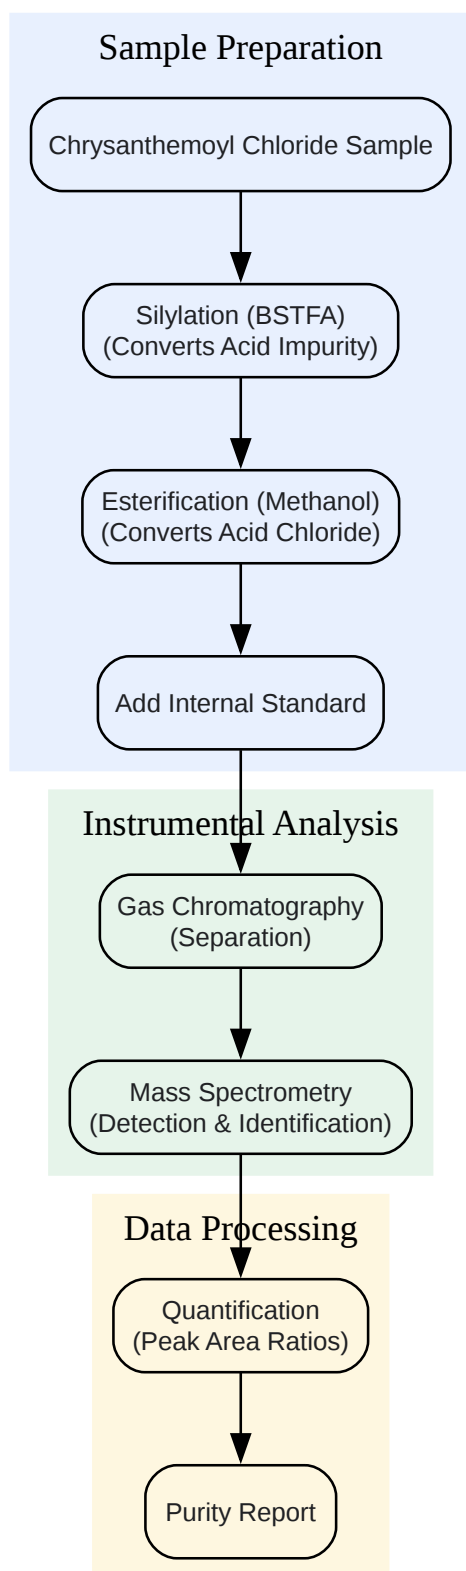 Sample Preparation
Chrysanthemoyl Chloride Sample
Silylation (BSTFA)
(Converts Acid Impurity)
Esterification (Methanol)
(Converts Acid Chloride)
Add Internal Standard
Instrumental Analysis
Gas Chromatography
(Separation)
Mass Spectrometry
(Detection & Identification)
Data Processing
Quantification
(Peak Area Ratios)
Purity Report